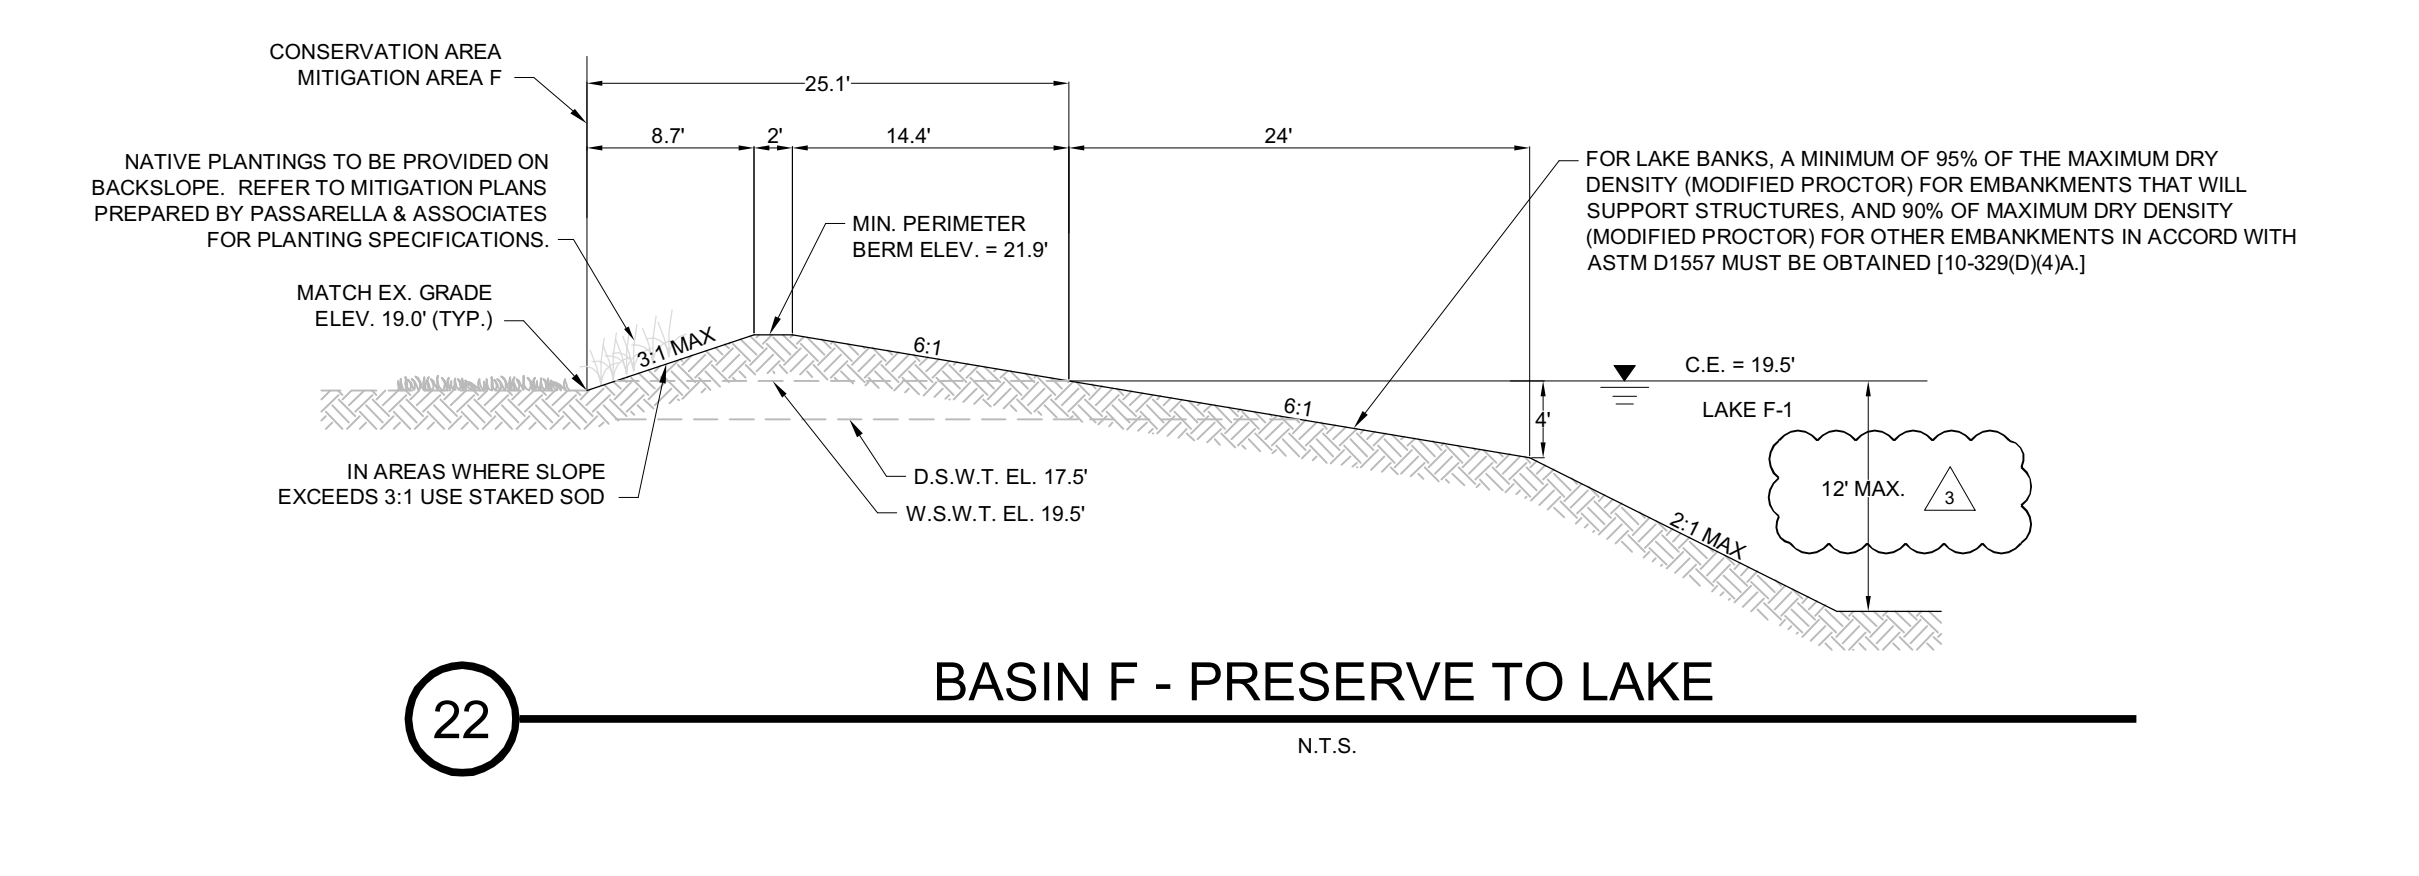 CONSERVATION AREA
MITIGATION AREA F
25.1'
8.7'
2'
14.4'
24'
NATIVE PLANTINGS TO BE PROVIDED ON
BACKSLOPE.  REFER TO MITIGATION PLANS
PREPARED BY PASSARELLA & ASSOCIATES
FOR PLANTING SPECIFICATIONS.
MIN. PERIMETER
BERM ELEV. = 21.9'
FOR LAKE BANKS, A MINIMUM OF 95% OF THE MAXIMUM DRY
DENSITY (MODIFIED PROCTOR) FOR EMBANKMENTS THAT WILL
SUPPORT STRUCTURES, AND 90% OF MAXIMUM DRY DENSITY
(MODIFIED PROCTOR) FOR OTHER EMBANKMENTS IN ACCORD WITH
ASTM D1557 MUST BE OBTAINED [10-329(D)(4)A.]
MATCH EX. GRADE
ELEV. 19.0' (TYP.)
3:1 MAX
6:1
C.E. = 19.5'
6:1
4'
LAKE F-1
IN AREAS WHERE SLOPE
EXCEEDS 3:1 USE STAKED SOD
D.S.W.T. EL. 17.5'
W.S.W.T. EL. 19.5'
12' MAX.
3
2:1 MAX
22
BASIN F - PRESERVE TO LAKE
N.T.S.